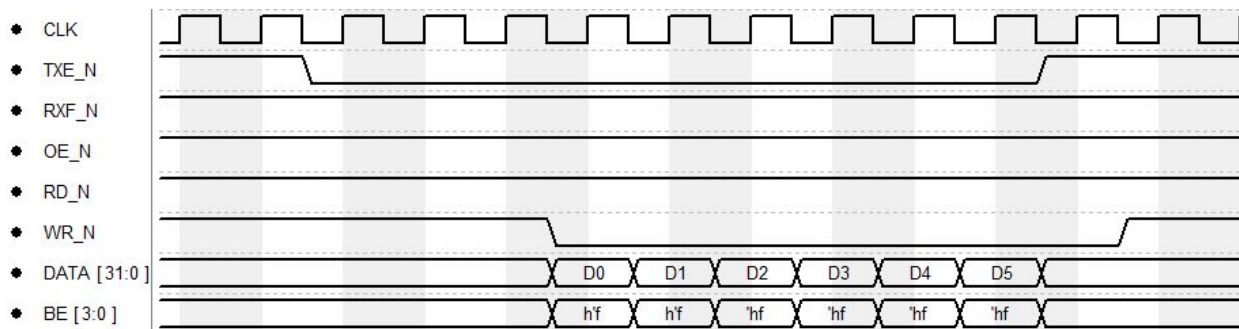 CLK
TXE_N
RXF_N
OE_N
RD_N
WR_N
DATA [ 31:0 ] D0 D1 D2 D3 D4 D5
BE [ 3:0 ] h'f h'f 'hf 'hf 'hf 'hf